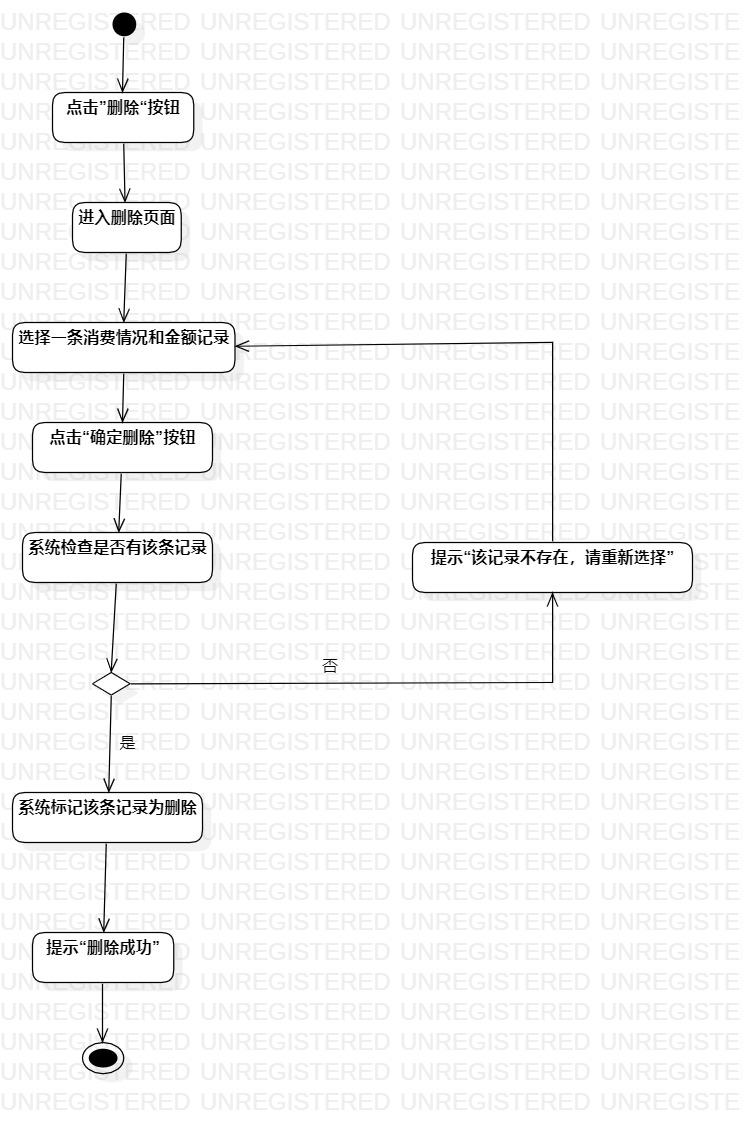 点击”删除“按钮
进入删除页面
选择一条消费情况和金额记录
点击“确定删除”按钮
系统检查是否有该条记录
提示“该记录不存在，请重新选择”
否
是
系统标记该条记录为删除
提示“删除成功”
UNREGISTERED